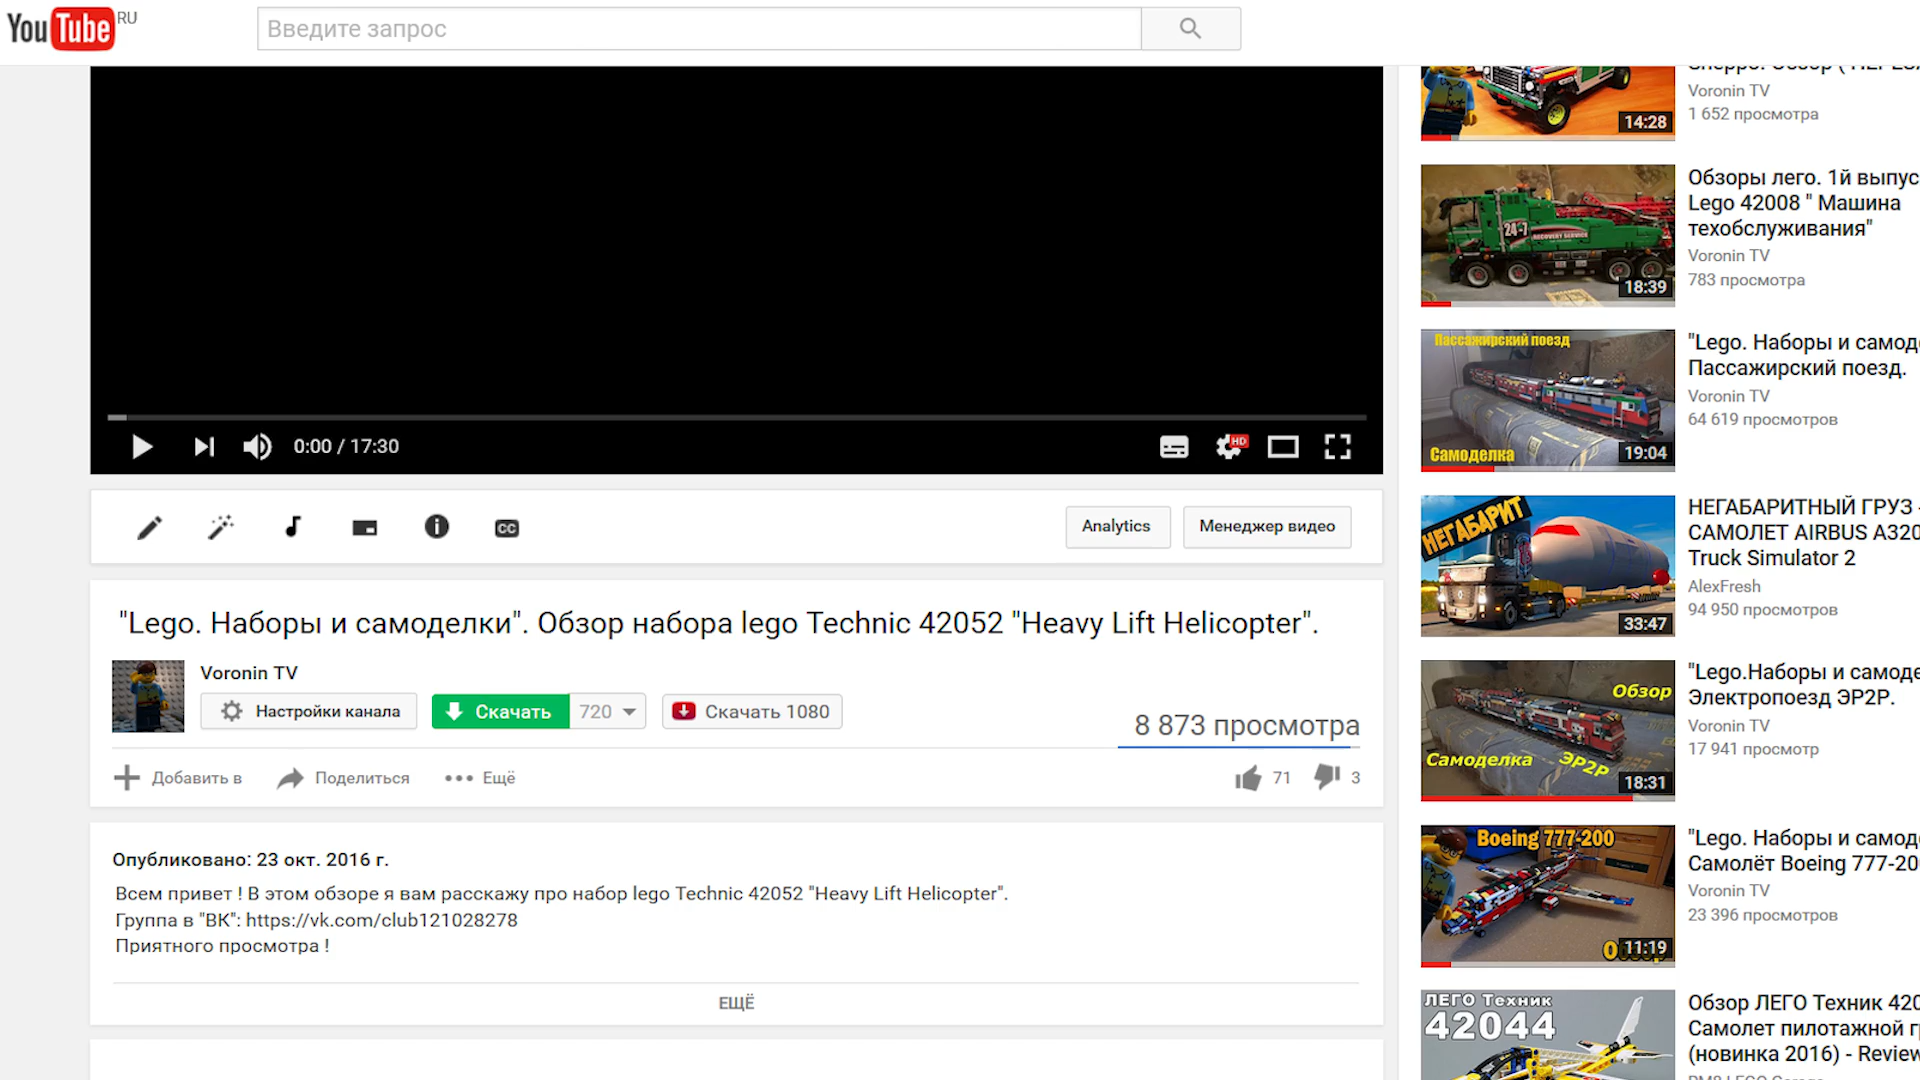 YouTube RU
Введите запрос
0:00 / 17:30
HD
CC
Analytics
Менеджер видео
"Lego. Наборы и самоделки". Обзор набора lego Technic 42052 "Heavy Lift Helicopter".
Voronin TV
Настройки канала
Скачать 720
Скачать 1080
8 873 просмотра
Добавить в
Поделиться
••• Ещё
71
3
Опубликовано: 23 окт. 2016 г.
Всем привет ! В этом обзоре я вам расскажу про набор lego Technic 42052 "Heavy Lift Helicopter".
Группа в "ВК": https://vk.com/club121028278
Приятного просмотра !
ЕЩЁ
14:28
Voronin TV
1 652 просмотра
24-7
RECOVERY SERVICE
18:39
Обзоры лего. 1й выпус
Lego 42008 " Машина
техобслуживания"
Voronin TV
783 просмотра
Пассажирский поезд
Самоделка
19:04
"Lego. Наборы и самод
Пассажирский поезд.
Voronin TV
64 619 просмотров
НЕГАБАРИТ
33:47
НЕГАБАРИТНЫЙ ГРУЗ -
САМОЛЕТ AIRBUS A320
Truck Simulator 2
AlexFresh
94 950 просмотров
Обзор
Самоделка ЭР2Р
18:31
"Lego.Наборы и самоде
Электропоезд ЭР2Р.
Voronin TV
17 941 просмотр
Boeing 777-200
11:19
"Lego. Наборы и самод
Самолёт Boeing 777-20
Voronin TV
23 396 просмотров
ЛЕГО Техник
42044
Обзор ЛЕГО Техник 420
Самолет пилотажной г
(новинка 2016) - Review